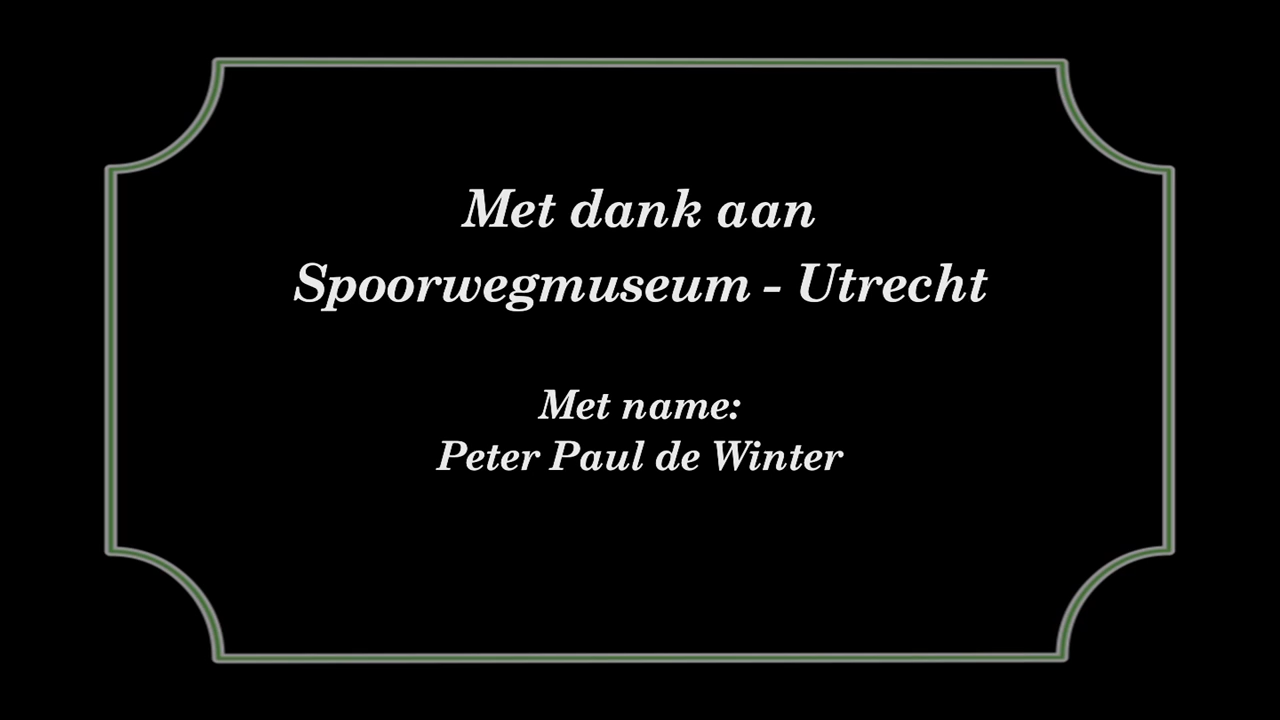 Met dank aan
Spoorwegmuseum - Utrecht
Met name:
Peter Paul de Winter